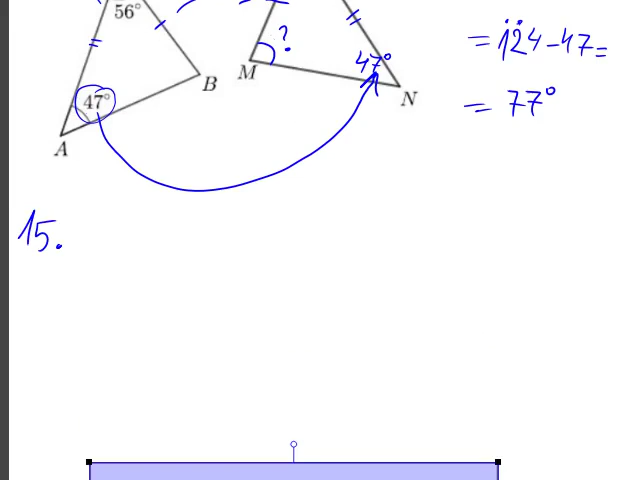 56°
?
= 124-47=
47°
M
B
47°
N
= 77°
A
15.